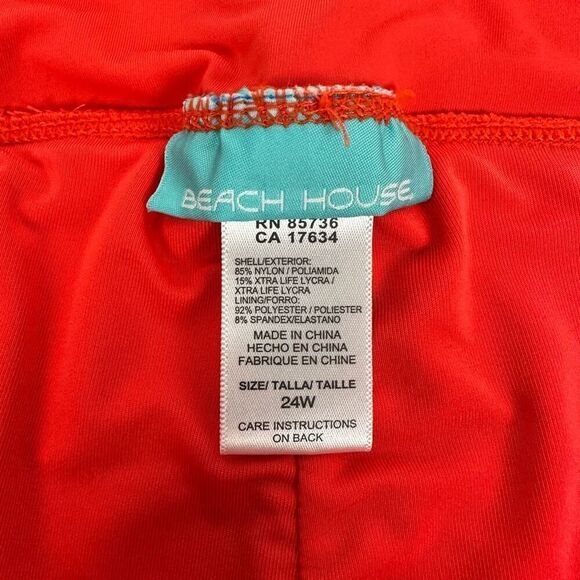 BEACH HOUSE
RN 85736
CA 17634
SHELL/EXTERIOR:
85% NYLON / POLIAMIDA
15% XTRA LIFE LYCRA /
XTRA LIFE LYCRA
LINING/FORRO:
92% POLYESTER / POLIESTER
8% SPANDEX/ELASTANO
MADE IN CHINA
HECHO EN CHINA
FABRIQUE EN CHINE
SIZE/ TALLA/ TAILLE
24W
CARE INSTRUCTIONS
ON BACK